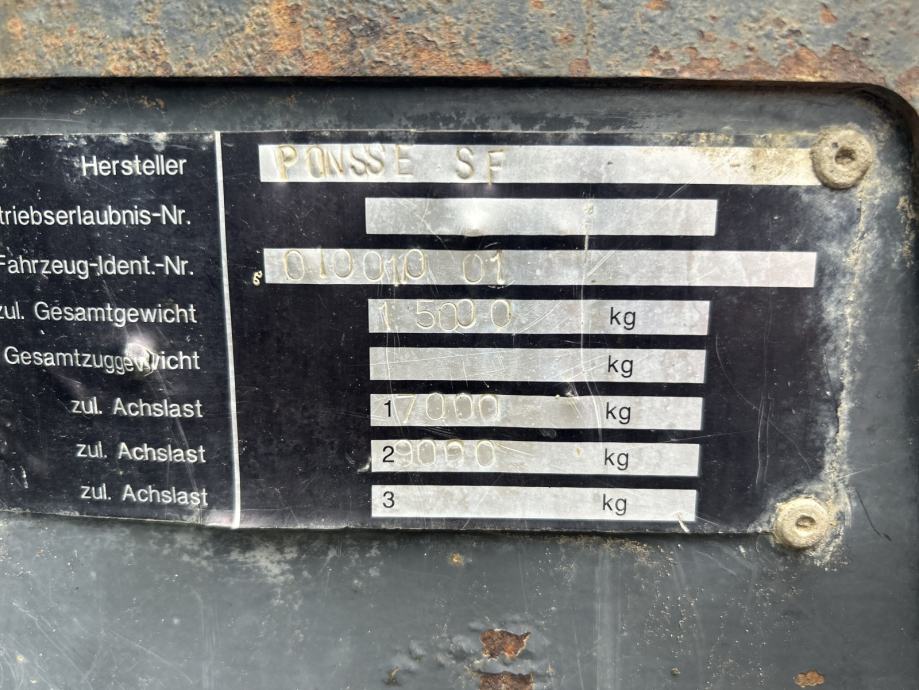 Hersteller PONSSE SF
triebserlaubnis-Nr.
Fahrzeug-Ident.-Nr. 010010 01
zul. Gesamtgewicht 15000 kg
Gesamtzuggewicht kg
zul. Achslast 1 7000 kg
zul. Achslast 2 9000 kg
zul. Achslast 3 kg